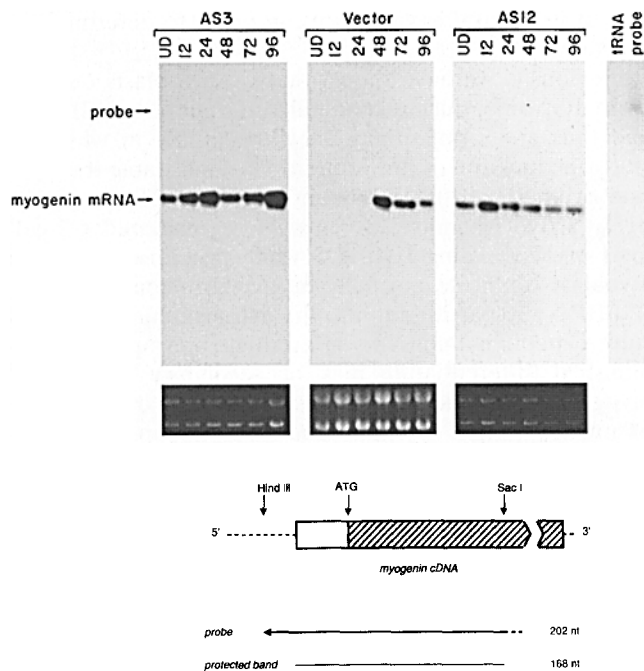 AS3 Vector AS12
UD 12 24 48 72 96 UD 12 24 48 72 96 UD 12 24 48 72 96 tRNA probe
probe→
myogenin mRNA→
Hind III ATG Sac I
5' 3'
myogenin cDNA
probe 202 nt
protected band 168 nt